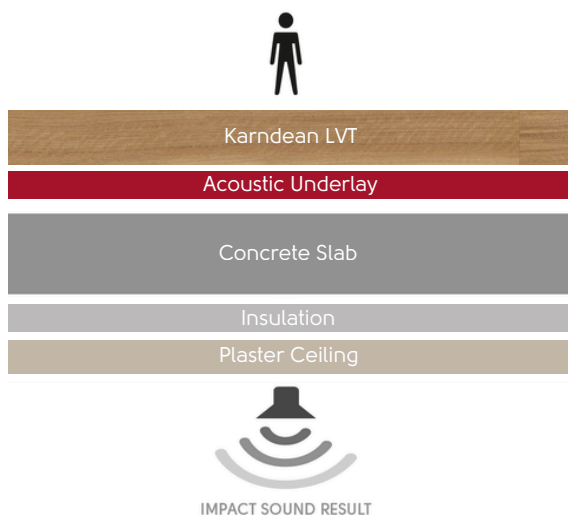 Karndean LVT
Acoustic Underlay
Concrete Slab
Insulation
Plaster Ceiling
IMPACT SOUND RESULT